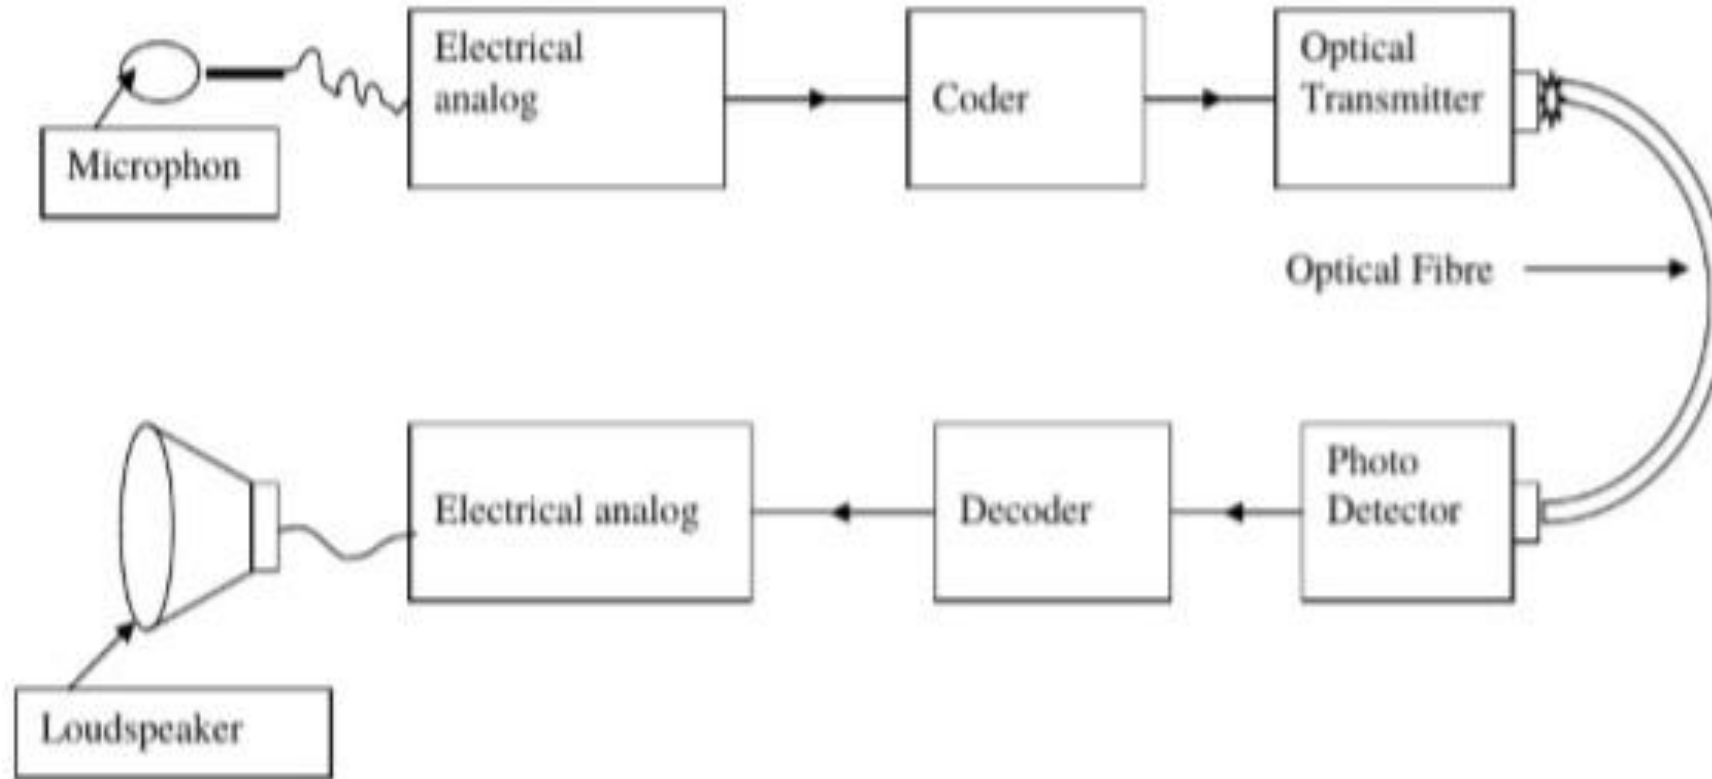 Electrical
analog
Coder
Optical
Transmitter
Microphon
Optical Fibre
Photo
Detector
Decoder
Electrical analog
Loudspeaker